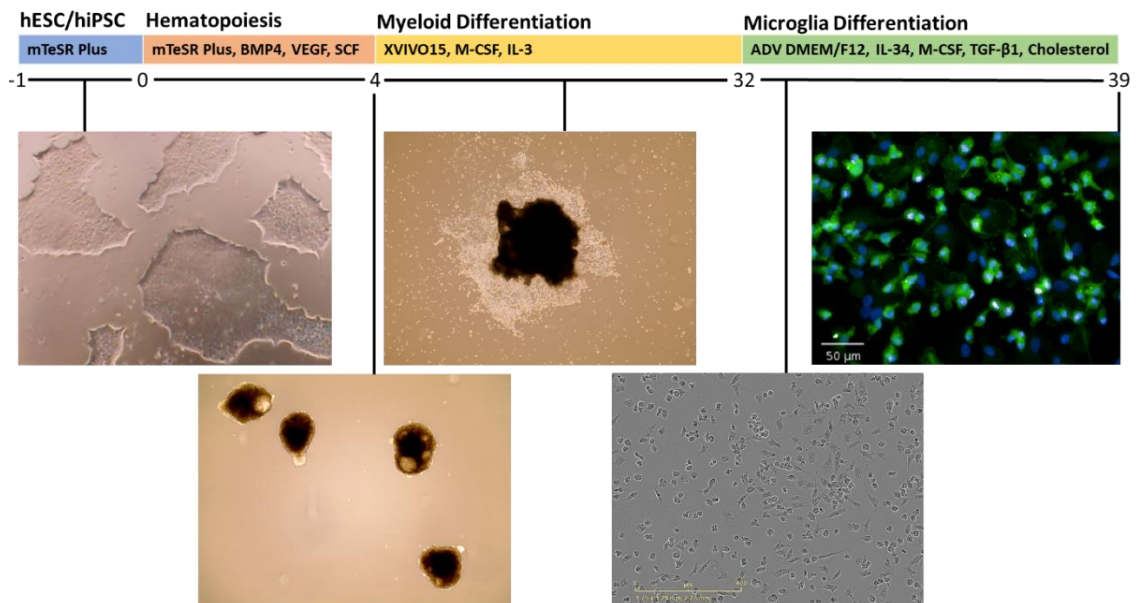 hESC/hiPSC Hematopoiesis Myeloid Differentiation Microglia Differentiation
mTeSR Plus mTeSR Plus, BMP4, VEGF, SCF XVIVO15, M-CSF, IL-3 ADV DMEM/F12, IL-34, M-CSF, TGF-β1, Cholesterol
-1 0 4 32 39
50 µm